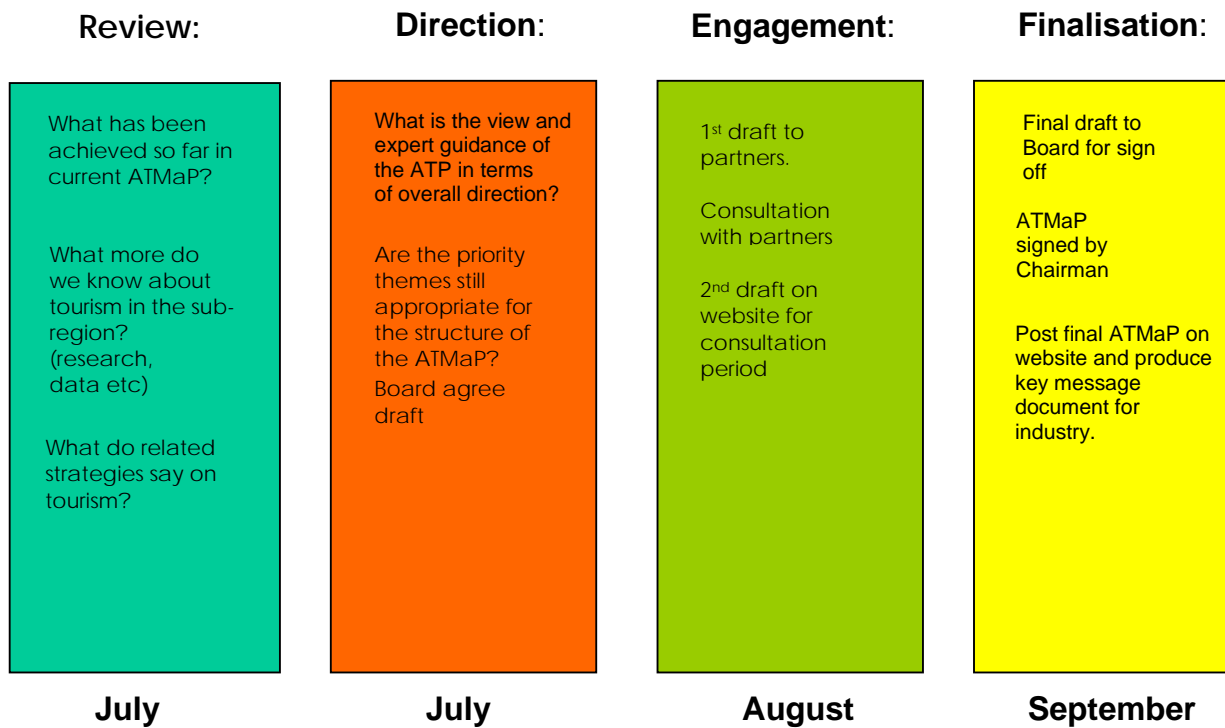 Review:
What has been
achieved so far in
current ATMaP?
What more do
we know about
tourism in the sub-
region?
(research,
data etc)
What do related
strategies say on
tourism?
July
Direction:
What is the view and
expert guidance of
the ATP in terms
of overall direction?
Are the priority
themes still
appropriate for
the structure of
the ATMaP?
Board agree
draft
July
Engagement:
1st draft to
partners.
Consultation
with partners
2nd draft on
website for
consultation
period
August
Finalisation:
Final draft to
Board for sign
off
ATMaP
signed by
Chairman
Post final ATMaP on
website and produce
key message
document for
industry.
September